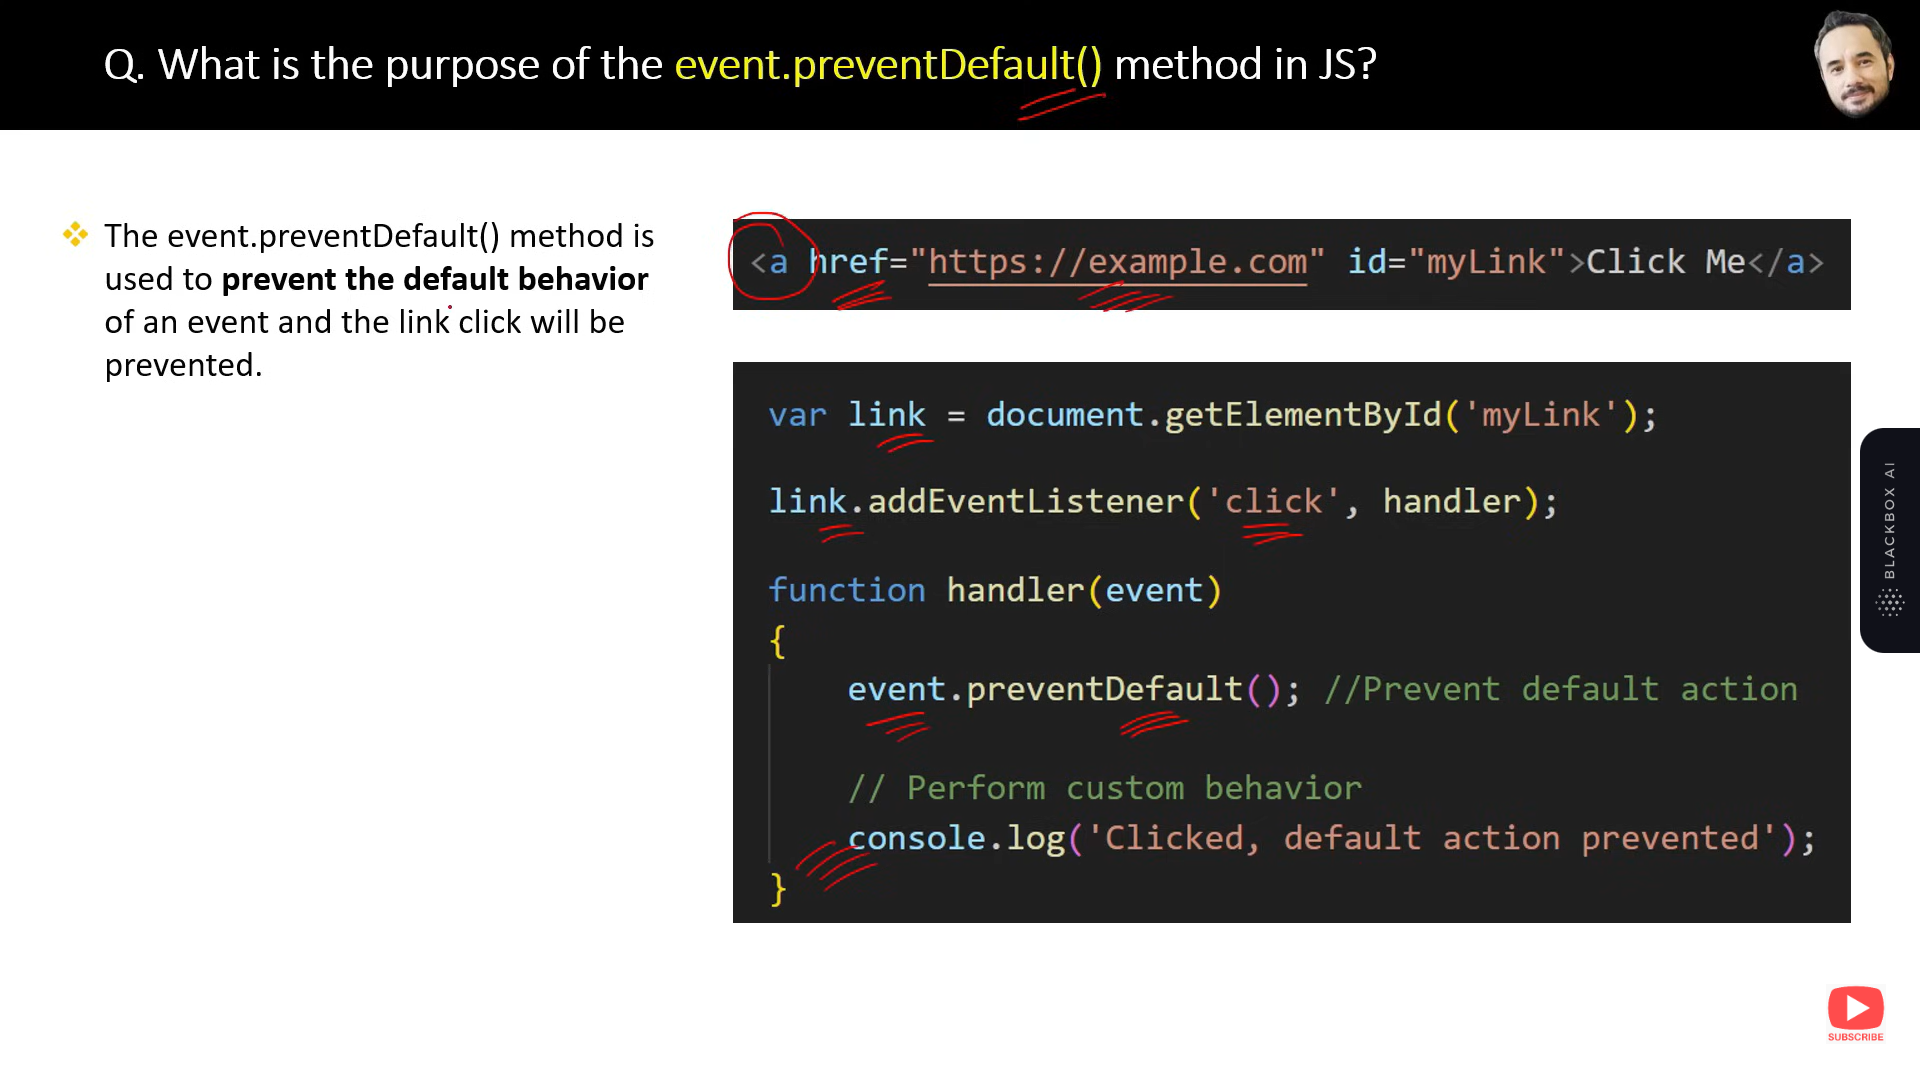 Q. What is the purpose of the event.preventDefault() method in JS?
The event.preventDefault() method is
used to prevent the default behavior
of an event and the link click will be
prevented.
<a href="https://example.com" id="myLink">Click Me</a>
var link = document.getElementById('myLink');
link.addEventListener('click', handler);
function handler(event)
{
event.preventDefault(); //Prevent default action
// Perform custom behavior
console.log('Clicked, default action prevented');
}
BLACKBOX AI
SUBSCRIBE